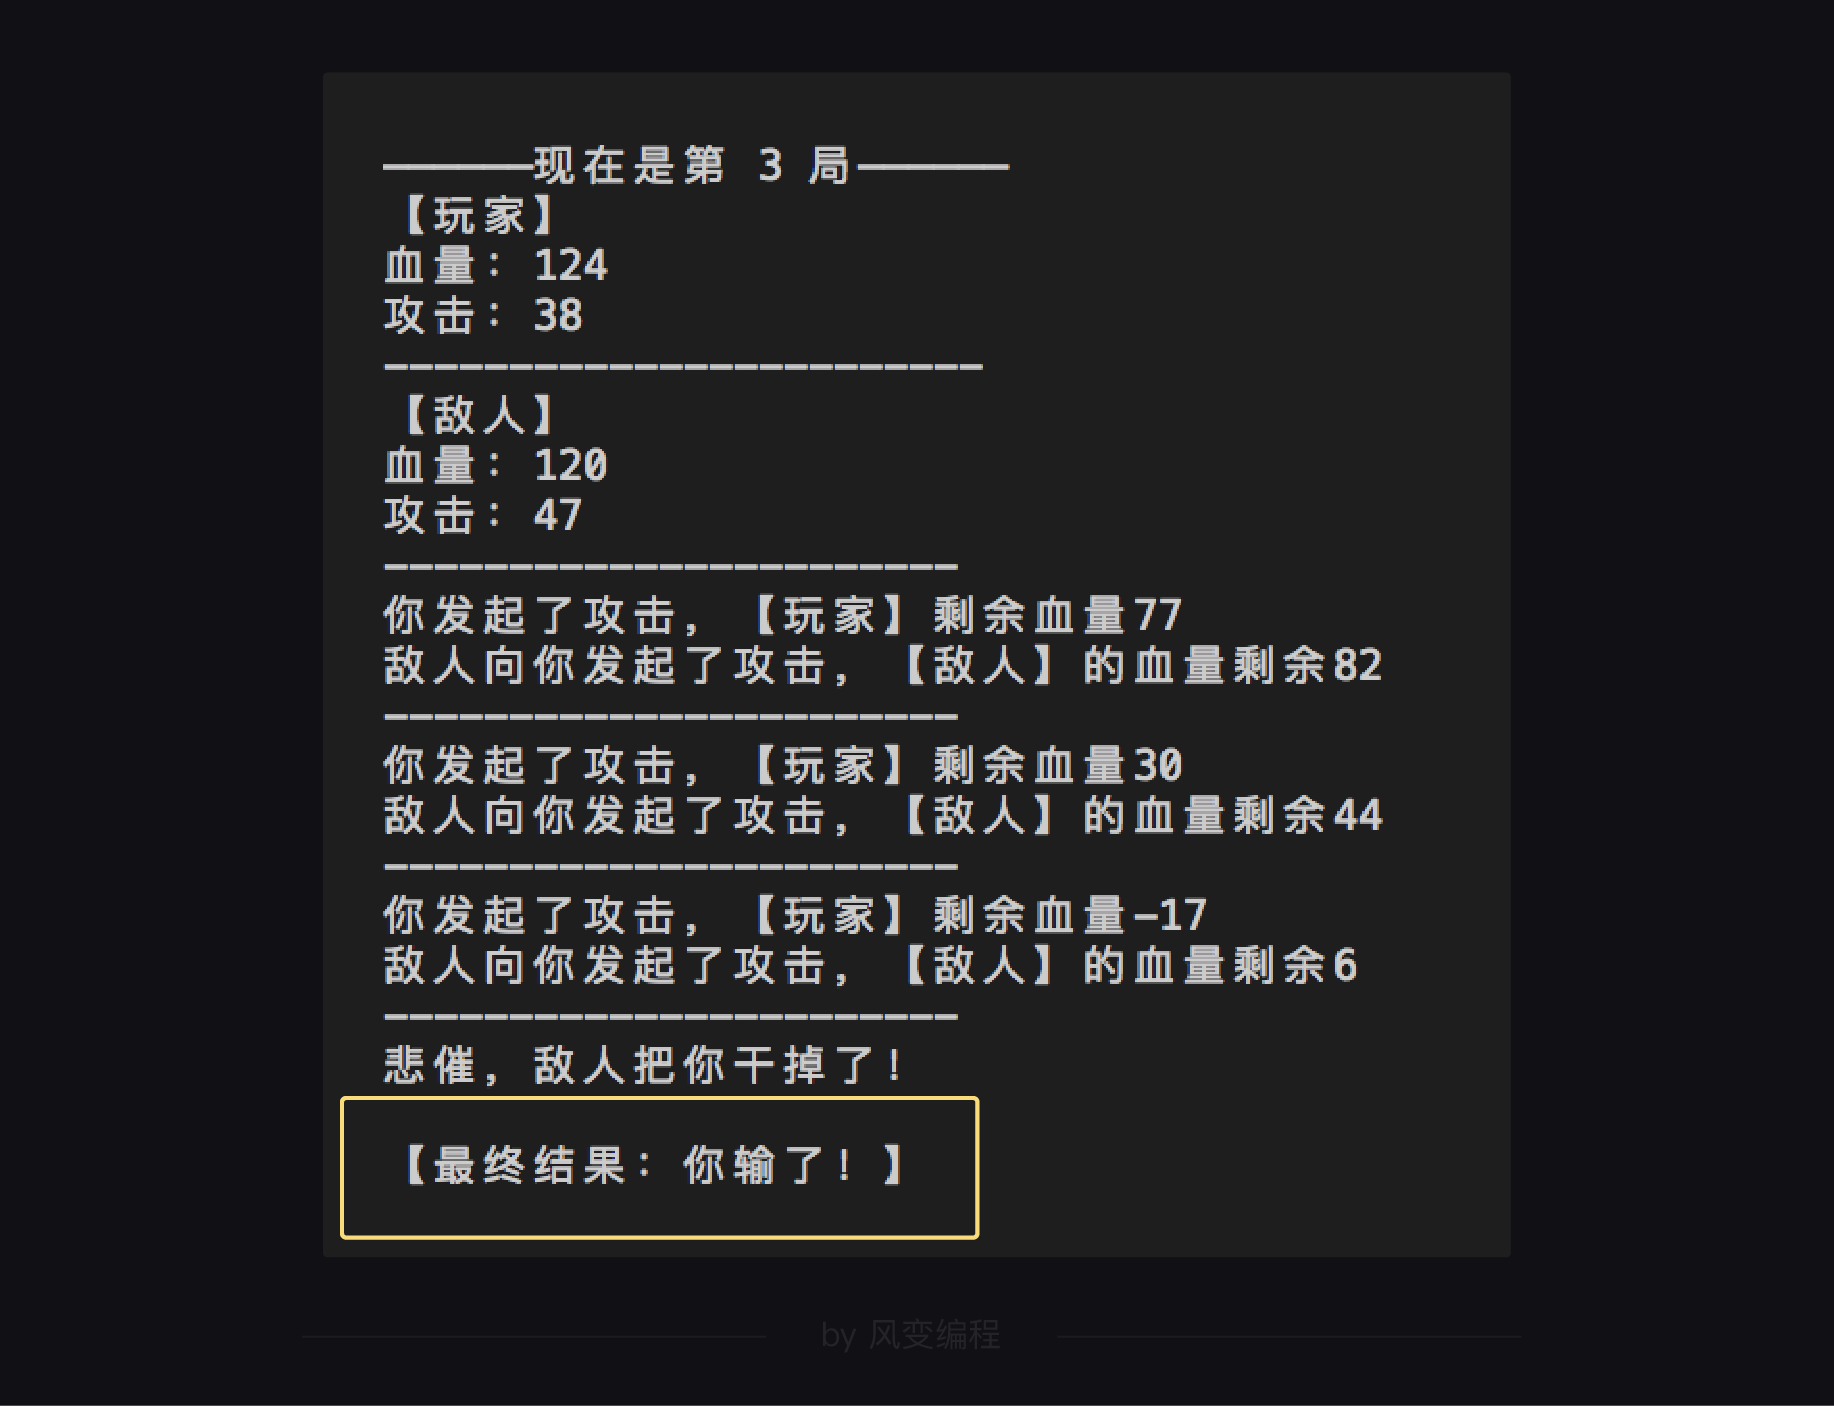 ——————现在是第 3 局——————
【玩家】
血量：124
攻击：38
------------------------
【敌人】
血量：120
攻击：47
-----------------------
你发起了攻击，【玩家】剩余血量77
敌人向你发起了攻击，【敌人】的血量剩余82
-----------------------
你发起了攻击，【玩家】剩余血量30
敌人向你发起了攻击，【敌人】的血量剩余44
-----------------------
你发起了攻击，【玩家】剩余血量-17
敌人向你发起了攻击，【敌人】的血量剩余6
-----------------------
悲催，敌人把你干掉了！
【最终结果：你输了！】
by 风变编程